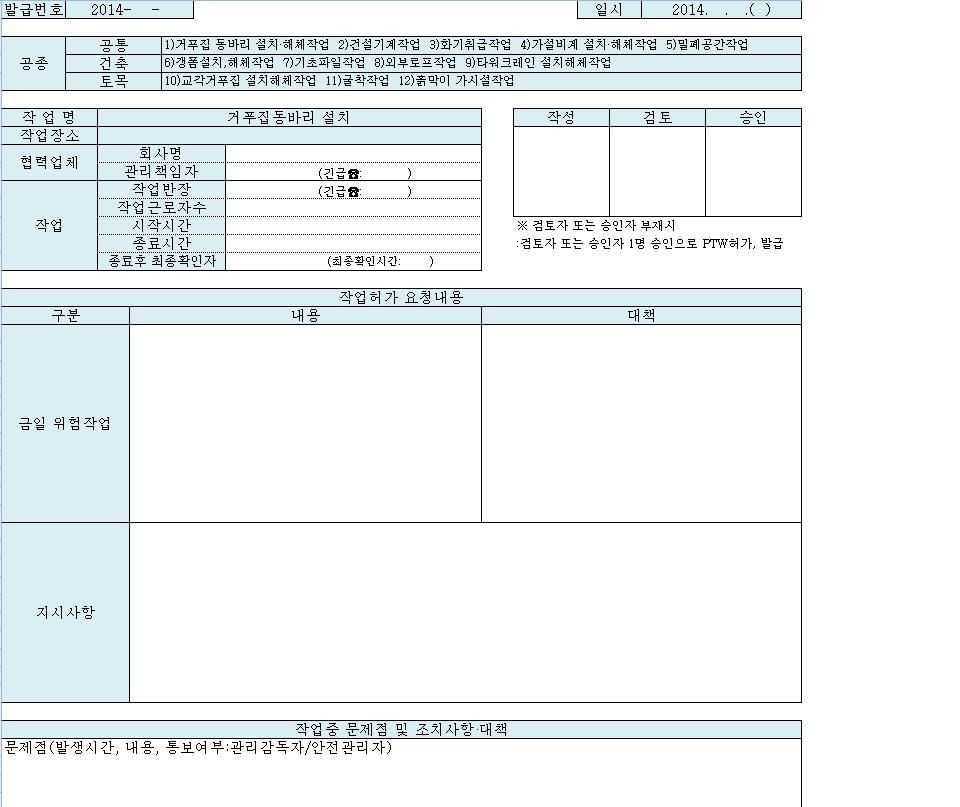 발급번호 2014- -
일시 2014. . .( )
공종
공통 1)거푸집 동바리 설치·해체작업 2)건설기계작업 3)화기취급작업 4)가설비계 설치·해체작업 5)밀폐공간작업
건축 6)갱폼설치,해체작업 7)기초파일작업 8)외부로프작업 9)타워크레인 설치해체작업
토목 10)교각거푸집 설치해체작업 11)굴착작업 12)흙막이 가시설작업
작 업 명 거푸집동바리 설치
작업장소
협력업체
회사명
관리책임자 (긴급☎: )
작업
작업반장 (긴급☎: )
작업근로자수
시작시간
종료시간
종료후 최종확인자 (최종확인시간: )
작성 검토 승인
※ 검토자 또는 승인자 부재시
:검토자 또는 승인자 1명 승인으로 PTW허가, 발급
작업허가 요청내용
구분 내용 대책
금일 위험작업
지시사항
작업중 문제점 및 조치사항·대책
문제점(발생시간, 내용, 통보여부:관리감독자/안전관리자)